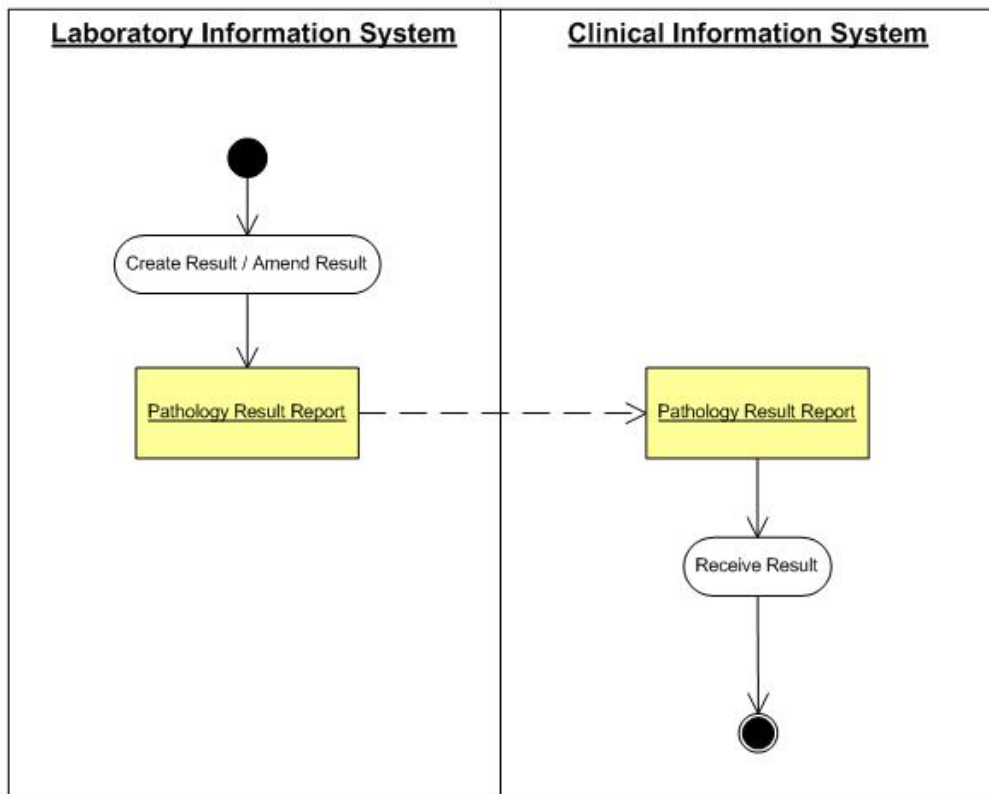 Laboratory Information System
Clinical Information System
Create Result / Amend Result
Pathology Result Report
Pathology Result Report
Receive Result